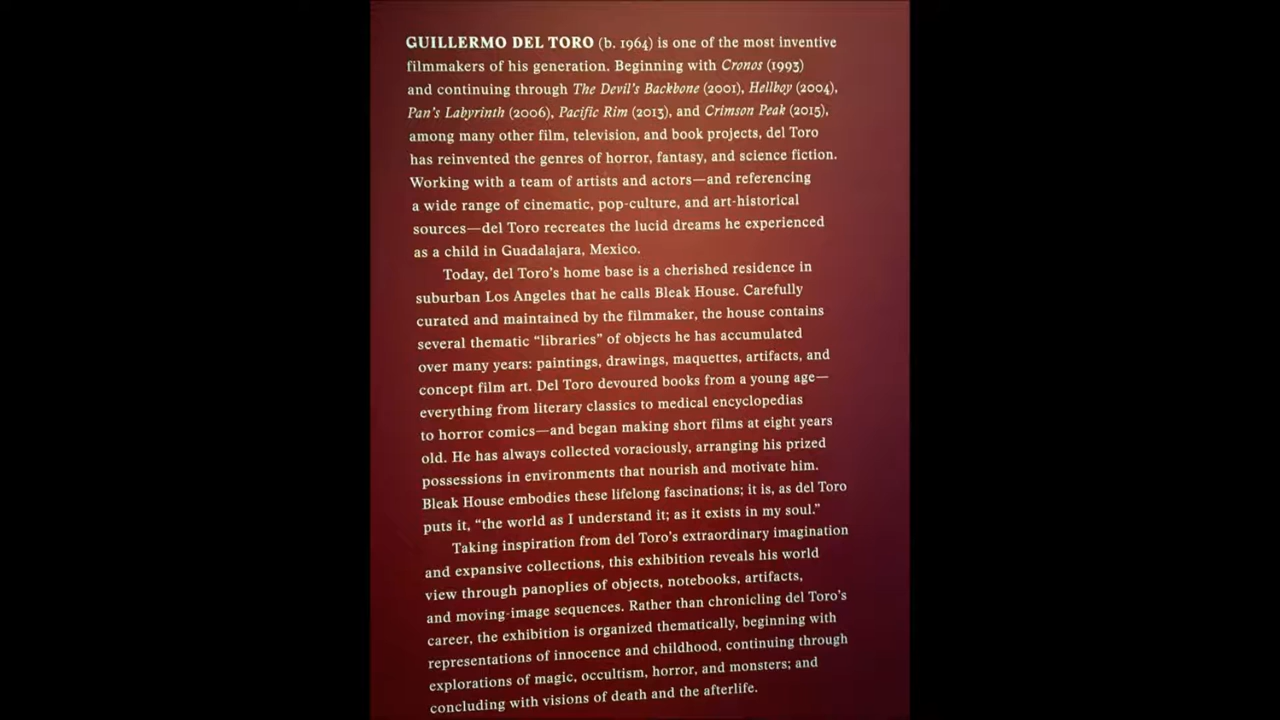 GUILLERMO DEL TORO (b. 1964) is one of the most inventive
filmmakers of his generation. Beginning with Cronos (1993)
and continuing through The Devil's Backbone (2001), Hellboy (2004),
Pan's Labyrinth (2006), Pacific Rim (2013), and Crimson Peak (2015),
among many other film, television, and book projects, del Toro
has reinvented the genres of horror, fantasy, and science fiction.
Working with a team of artists and actors—and referencing
a wide range of cinematic, pop-culture, and art-historical
sources—del Toro recreates the lucid dreams he experienced
as a child in Guadalajara, Mexico.
Today, del Toro's home base is a cherished residence in
suburban Los Angeles that he calls Bleak House. Carefully
curated and maintained by the filmmaker, the house contains
several thematic “libraries” of objects he has accumulated
over many years: paintings, drawings, maquettes, artifacts, and
concept film art. Del Toro devoured books from a young age—
everything from literary classics to medical encyclopedias
to horror comics—and began making short films at eight years
old. He has always collected voraciously, arranging his prized
possessions in environments that nourish and motivate him.
Bleak House embodies these lifelong fascinations; it is, as del Toro
puts it, “the world as I understand it; as it exists in my soul.”
Taking inspiration from del Toro's extraordinary imagination
and expansive collections, this exhibition reveals his world
view through panoplies of objects, notebooks, artifacts,
and moving-image sequences. Rather than chronicling del Toro's
career, the exhibition is organized thematically, beginning with
representations of innocence and childhood, continuing through
explorations of magic, occultism, horror, and monsters; and
concluding with visions of death and the afterlife.